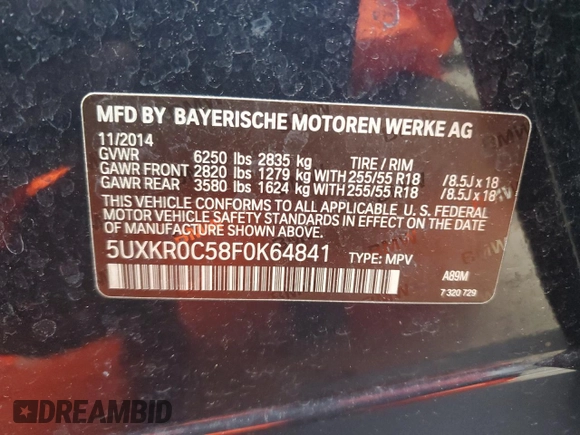 MFD BY BAYERISCHE MOTOREN WERKE AG
11/2014
GVWR 6250 lbs 2835 kg TIRE / RIM
GAWR FRONT 2820 lbs 1279 kg WITH 255/55 R18 / 8.5J x 18
GAWR REAR 3580 lbs 1624 kg WITH 255/55 R18 / 8.5J x 18
THIS VEHICLE CONFORMS TO ALL APPLICABLE U. S. FEDERAL
MOTOR VEHICLE SAFETY STANDARDS IN EFFECT ON THE DATE
OF MANUFACTURE SHOWN ABOVE.
5UXKR0C58F0K64841 TYPE: MPV
A89M
7 320 729
DREAMBID